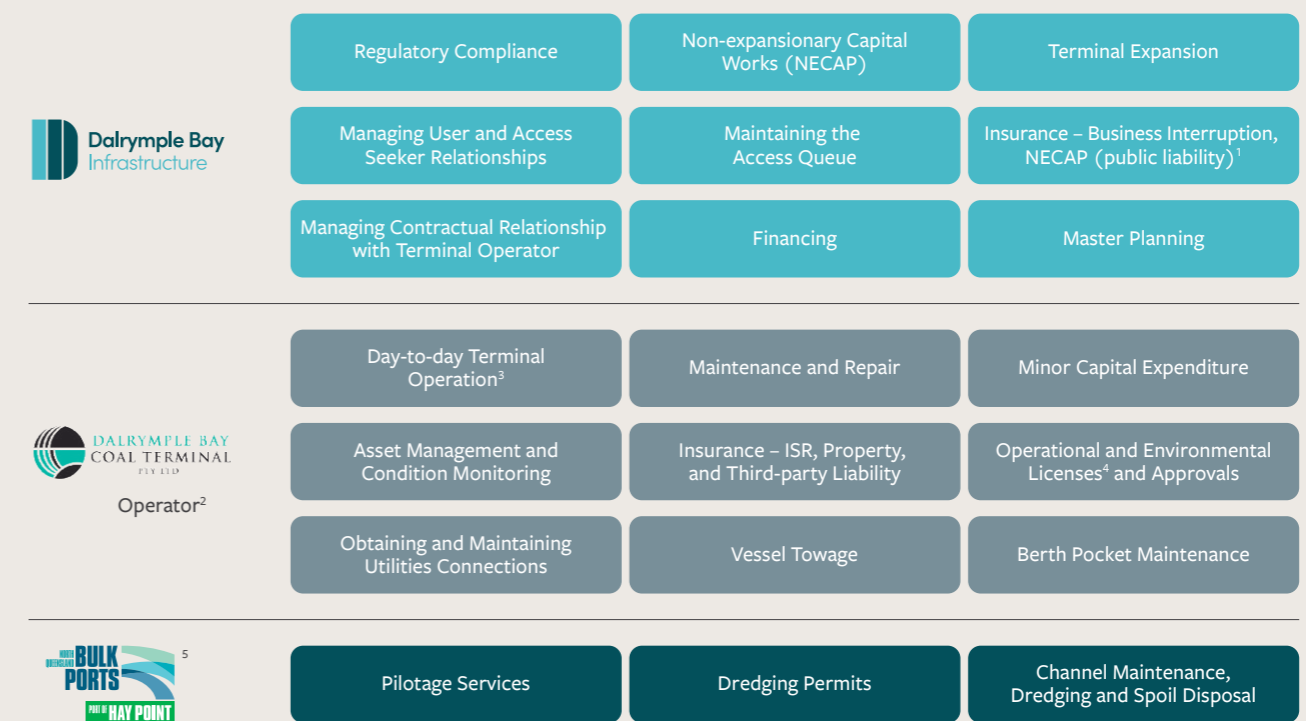 Regulatory Compliance
Non-expansionary Capital
Works (NECAP)
Terminal Expansion
Dalrymple Bay
Infrastructure
Managing User and Access
Seeker Relationships
Maintaining the
Access Queue
Insurance – Business Interruption,
NECAP (public liability)¹
Managing Contractual Relationship
with Terminal Operator
Financing
Master Planning
DALRYMPLE BAY
COAL TERMINAL
PTY LTD
Operator²
Day-to-day Terminal
Operation³
Maintenance and Repair
Minor Capital Expenditure
Asset Management and
Condition Monitoring
Insurance – ISR, Property,
and Third-party Liability
Operational and Environmental
Licenses⁴ and Approvals
Obtaining and Maintaining
Utilities Connections
Vessel Towage
Berth Pocket Maintenance
NORTH
QUEENSLAND
BULK
PORTS
5
PORT OF HAY POINT
Pilotage Services
Dredging Permits
Channel Maintenance,
Dredging and Spoil Disposal